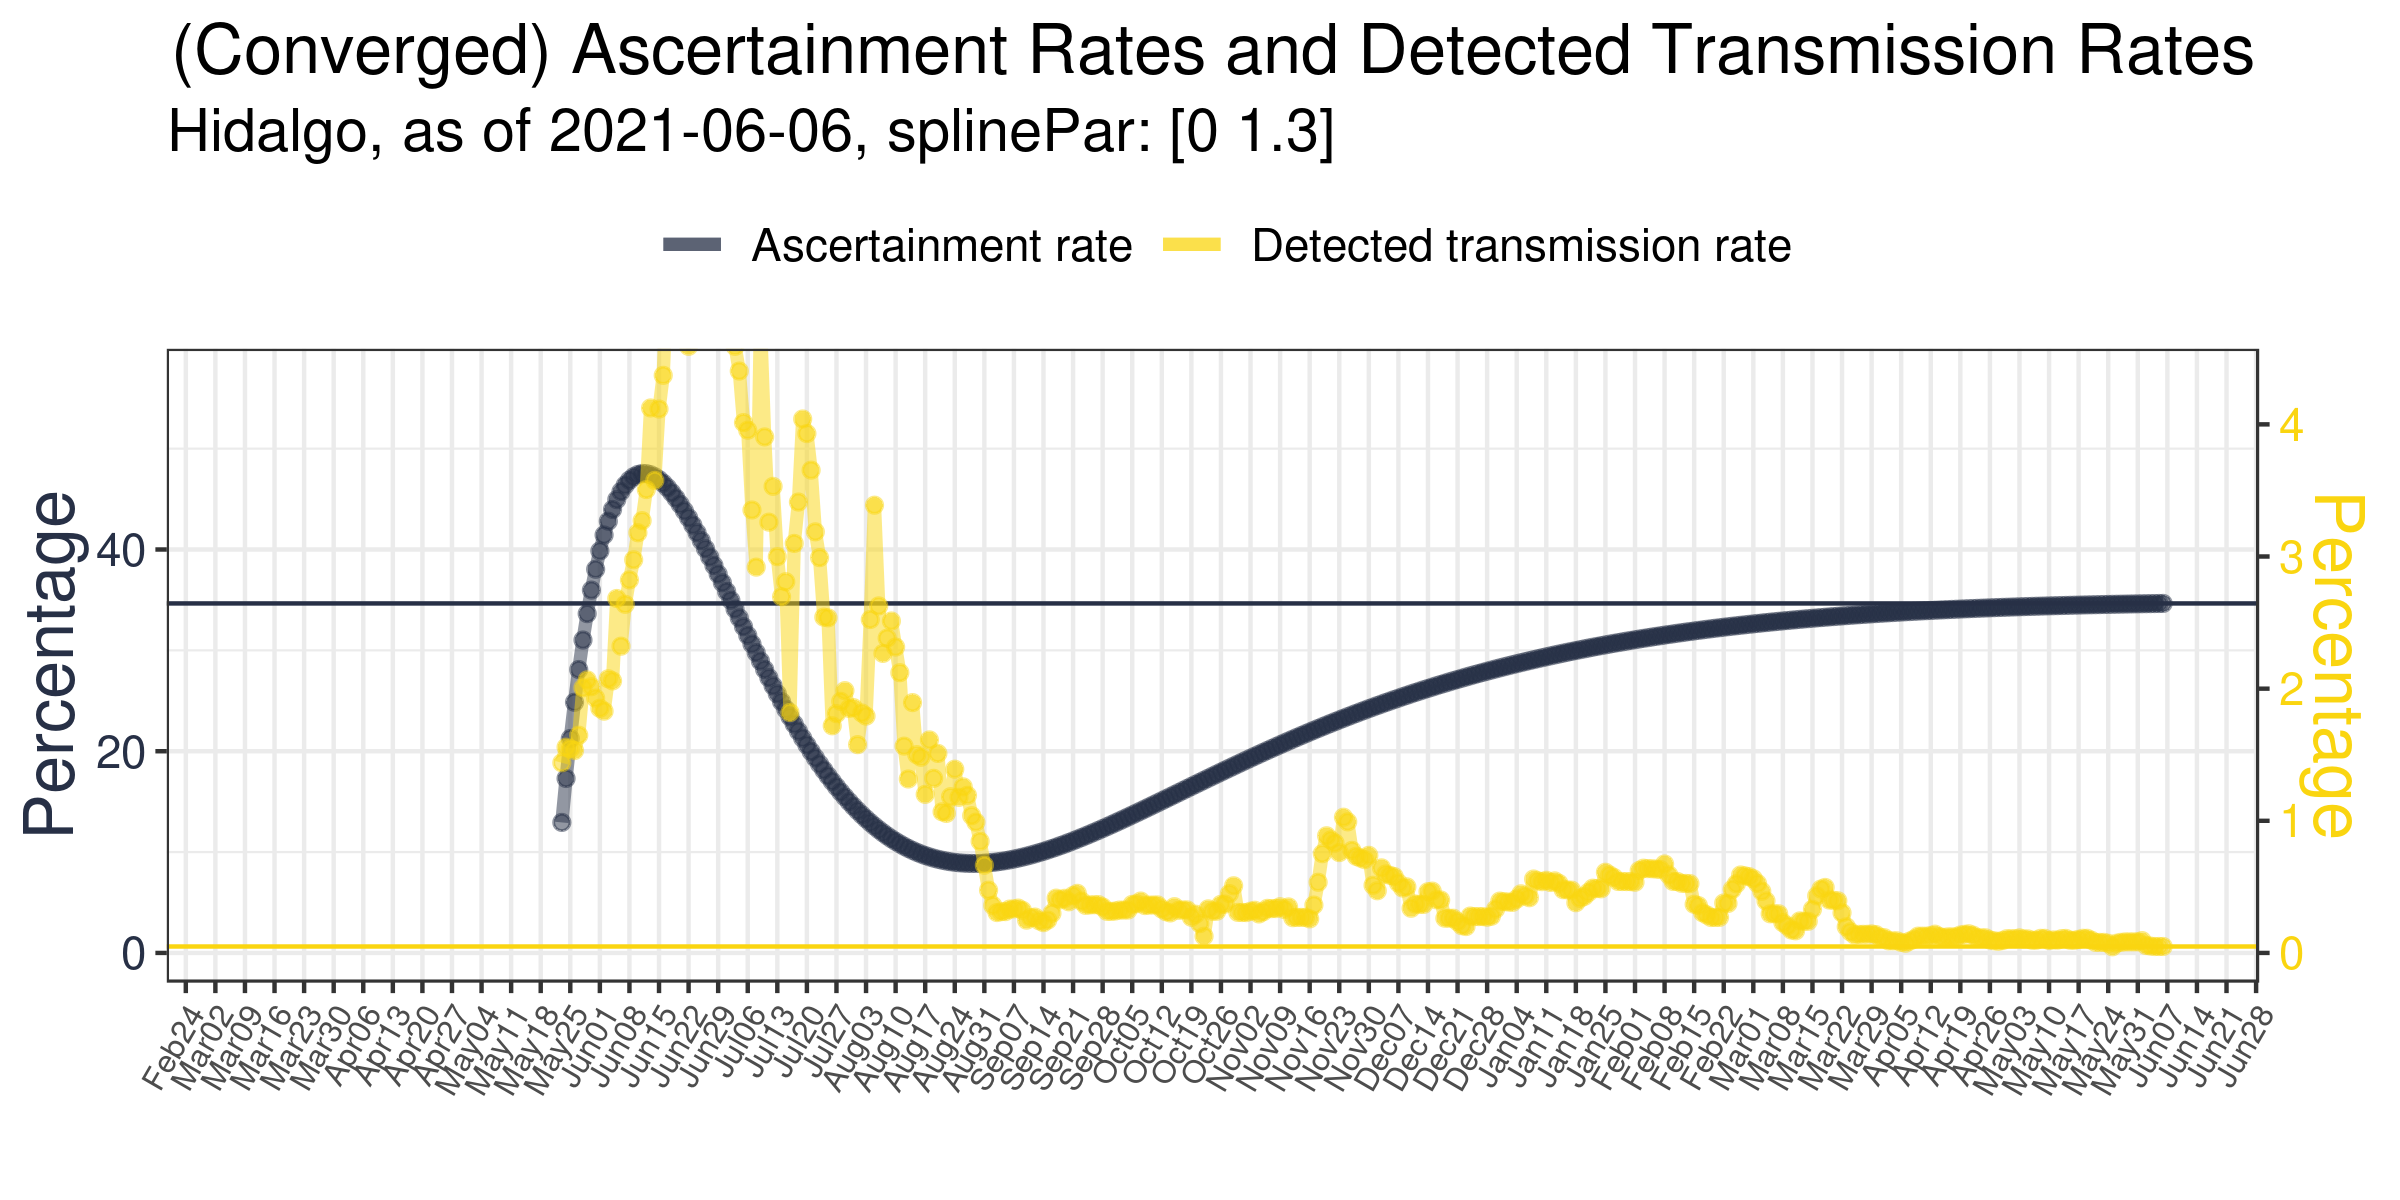 (Converged) Ascertainment Rates and Detected Transmission Rates
Hidalgo, as of 2021-06-06, splinePar: [0 1.3]
Ascertainment rate
Detected transmission rate
Percentage
40
20
0
4
3
2
1
0
Percentage
Feb24
Mar02
Mar09
Mar16
Mar23
Mar30
Apr06
Apr13
Apr20
Apr27
May04
May11
May18
May25
Jun01
Jun08
Jun15
Jun22
Jun29
Jul06
Jul13
Jul20
Jul27
Aug03
Aug10
Aug17
Aug24
Aug31
Sep07
Sep14
Sep21
Sep28
Oct05
Oct12
Oct19
Oct26
Nov02
Nov09
Nov16
Nov23
Nov30
Dec07
Dec14
Dec21
Dec28
Jan04
Jan11
Jan18
Jan25
Feb01
Feb08
Feb15
Feb22
Mar01
Mar08
Mar15
Mar22
Mar29
Apr05
Apr12
Apr19
Apr26
May03
May10
May17
May24
May31
Jun07
Jun14
Jun21
Jun28